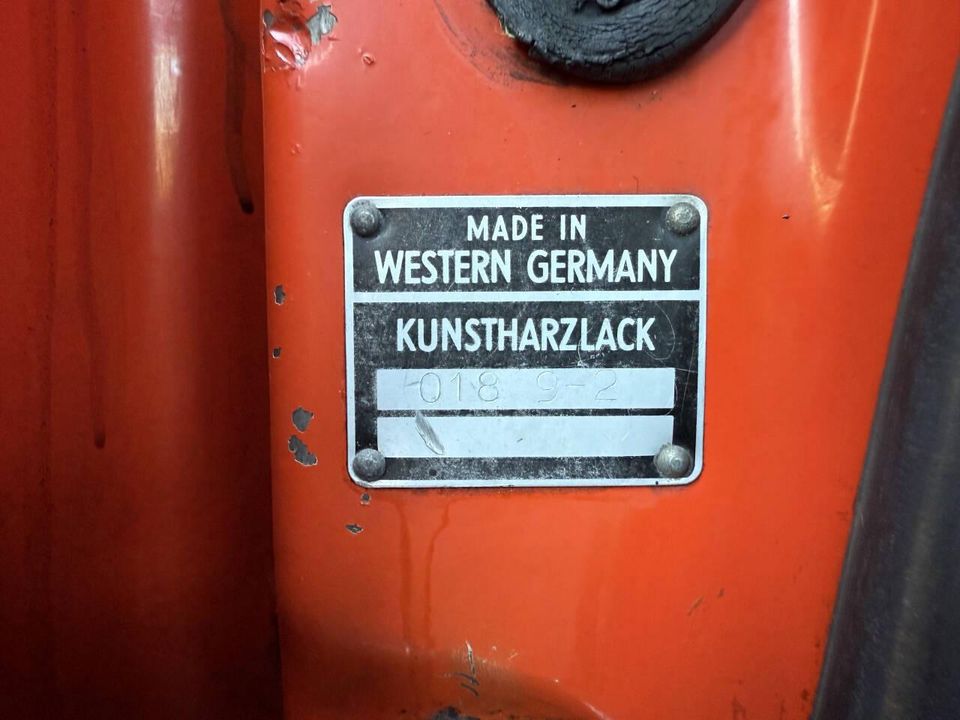 MADE IN
WESTERN GERMANY
KUNSTHARZLACK
018 9-2